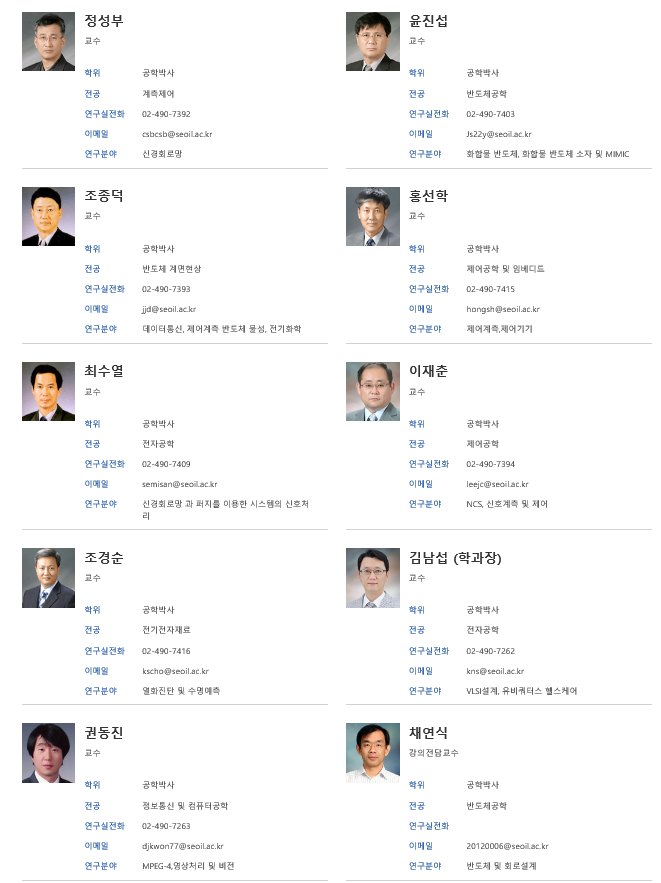 정성부
교수
학위 공학박사
전공 계측제어
연구실전화 02-490-7392
이메일 csbcsb@seoil.ac.kr
연구분야 신경회로망
윤진섭
교수
학위 공학박사
전공 반도체공학
연구실전화 02-490-7403
이메일 Js22y@seoil.ac.kr
연구분야 화합물 반도체, 화합물 반도체 소자 및 MIMIC
조종덕
교수
학위 공학박사
전공 반도체 계면현상
연구실전화 02-490-7393
이메일 jjd@seoil.ac.kr
연구분야 데이터통신, 제어계측 반도체 물성, 전기화학
홍선학
교수
학위 공학박사
전공 제어공학 및 임베디드
연구실전화 02-490-7415
이메일 hongsh@seoil.ac.kr
연구분야 제어계측,제어기기
최수열
교수
학위 공학박사
전공 전자공학
연구실전화 02-490-7409
이메일 semisan@seoil.ac.kr
연구분야 신경회로망 과 퍼지를 이용한 시스템의 신호처
리
이재춘
교수
학위 공학박사
전공 제어공학
연구실전화 02-490-7394
이메일 leejc@seoil.ac.kr
연구분야 NCS, 신호계측 및 제어
조경순
교수
학위 공학박사
전공 전기전자재료
연구실전화 02-490-7416
이메일 kscho@seoil.ac.kr
연구분야 열화진단 및 수명예측
김남섭 (학과장)
교수
학위 공학박사
전공 전자공학
연구실전화 02-490-7262
이메일 kns@seoil.ac.kr
연구분야 VLSI설계, 유비쿼터스 헬스케어
권동진
교수
학위 공학박사
전공 정보통신 및 컴퓨터공학
연구실전화 02-490-7263
이메일 djkwon77@seoil.ac.kr
연구분야 MPEG-4,영상처리 및 비전
채연식
강의전담교수
학위 공학박사
전공 반도체공학
연구실전화
이메일 20120006@seoil.ac.kr
연구분야 반도체 및 회로설계